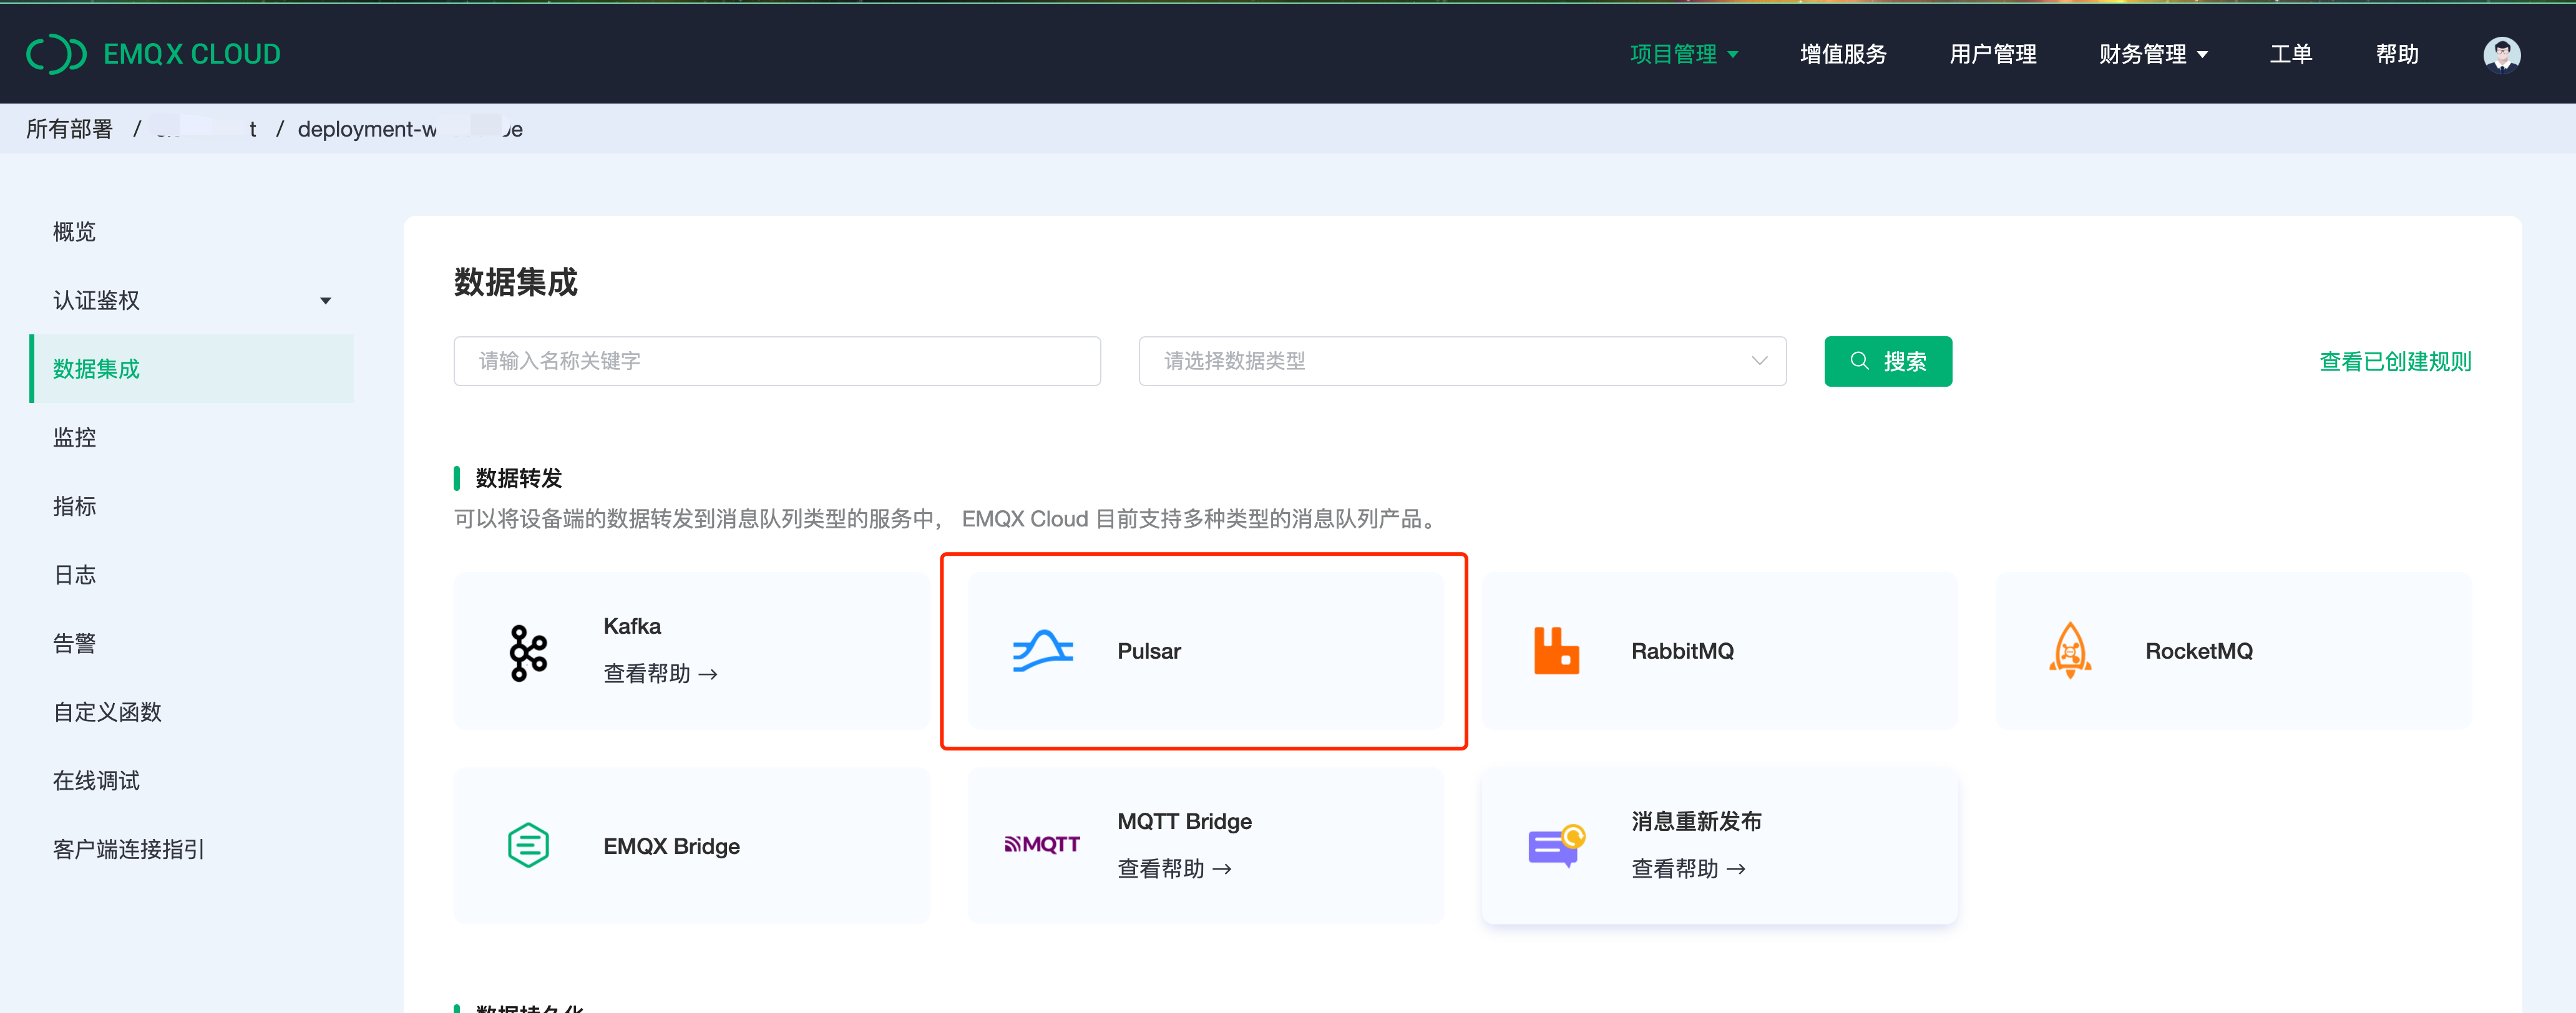 EMQX CLOUD
项目管理 增值服务 用户管理 财务管理 工单 帮助
所有部署 / t / deployment-w e
概览
认证鉴权
数据集成
监控
指标
日志
告警
自定义函数
在线调试
客户端连接指引
数据集成
请输入名称关键字 请选择数据类型 搜索 查看已创建规则
数据转发
可以将设备端的数据转发到消息队列类型的服务中， EMQX Cloud 目前支持多种类型的消息队列产品。
Kafka
查看帮助 →
Pulsar
RabbitMQ
RocketMQ
EMQX Bridge
MQTT
MQTT Bridge
查看帮助 →
消息重新发布
查看帮助 →
数据持久化